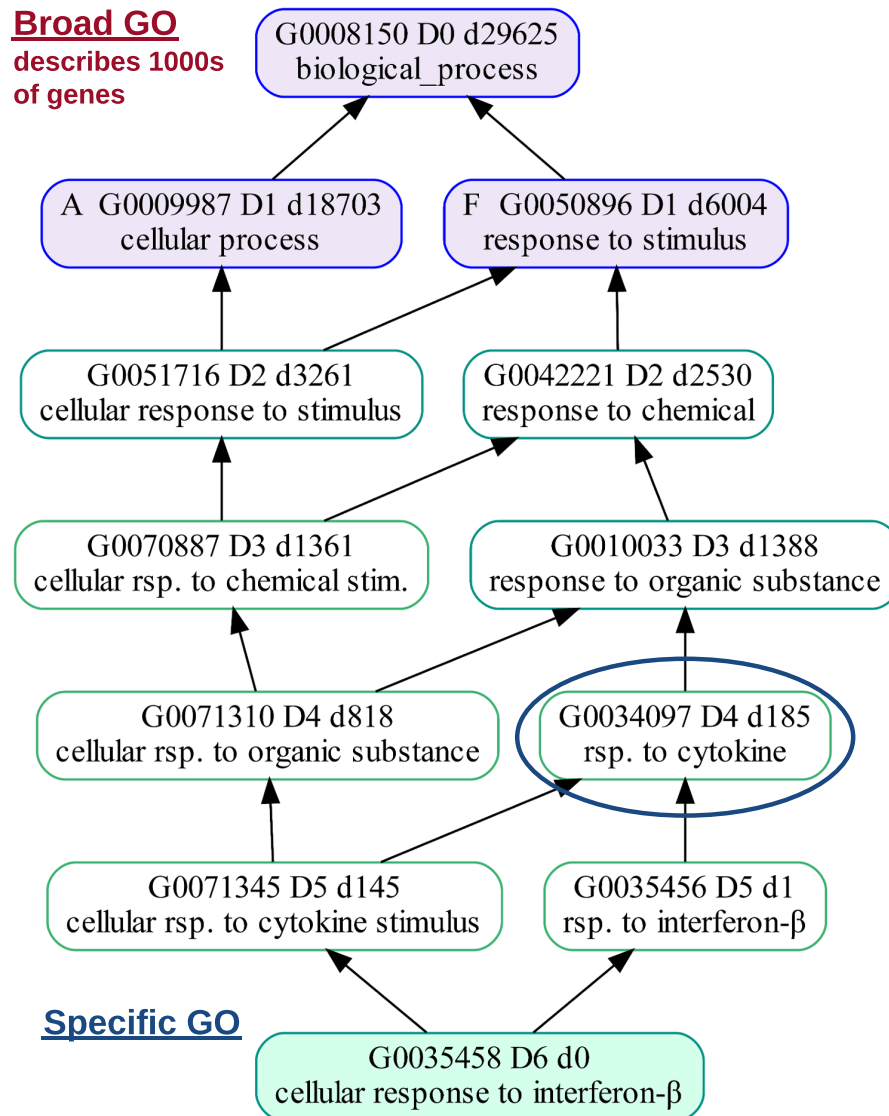 Broad GO
describes 1000s
of genes
G0008150 D0 d29625
biological_process
A G0009987 D1 d18703
cellular process
F G0050896 D1 d6004
response to stimulus
G0051716 D2 d3261
cellular response to stimulus
G0042221 D2 d2530
response to chemical
G0070887 D3 d1361
cellular rsp. to chemical stim.
G0010033 D3 d1388
response to organic substance
G0071310 D4 d818
cellular rsp. to organic substance
G0034097 D4 d185
rsp. to cytokine
G0071345 D5 d145
cellular rsp. to cytokine stimulus
G0035456 D5 d1
rsp. to interferon-β
Specific GO
G0035458 D6 d0
cellular response to interferon-β